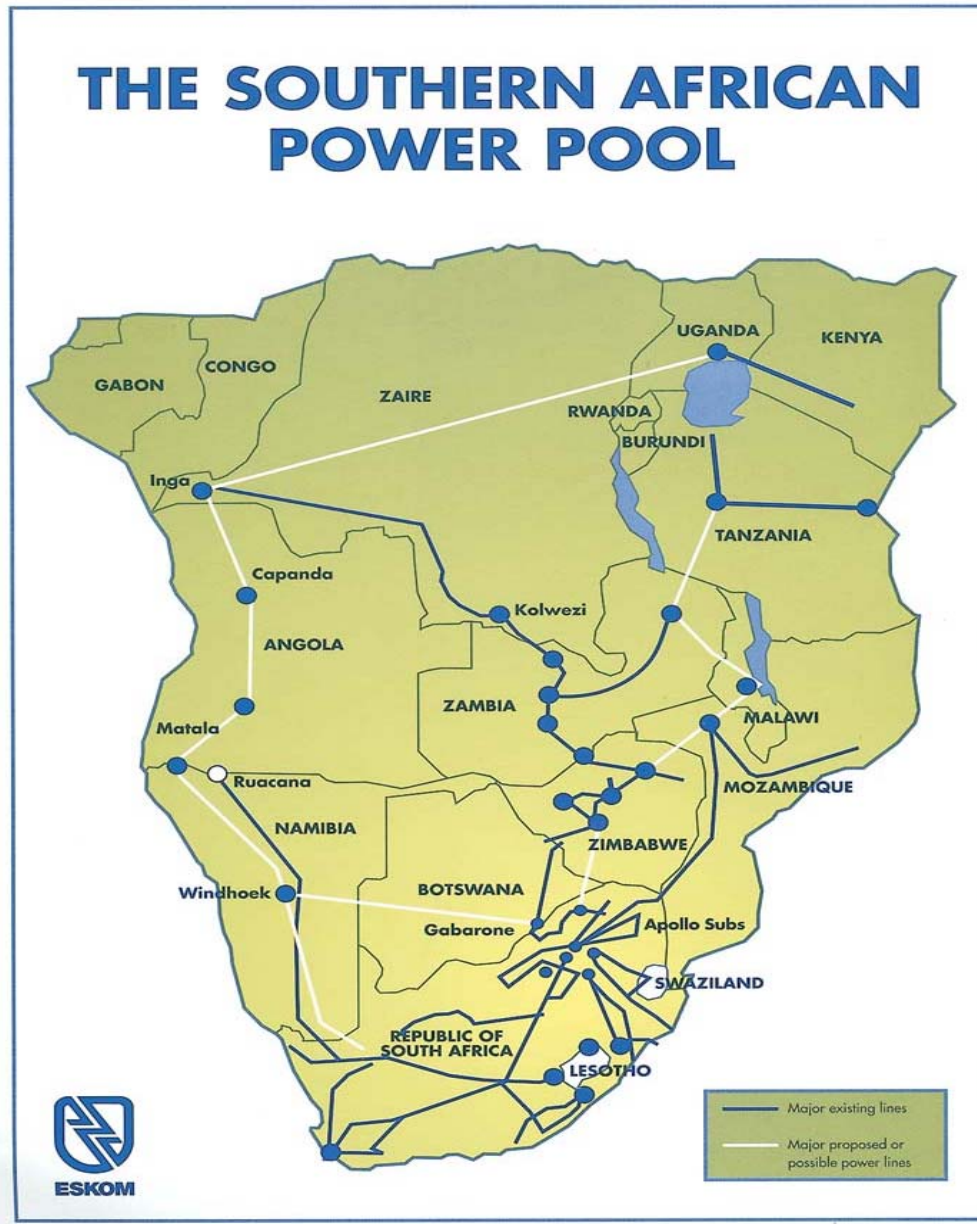 THE SOUTHERN AFRICAN
POWER POOL
UGANDA
KENYA
CONGO
GABON
ZAIRE
RWANDA
BURUNDI
Inga
TANZANIA
Capanda
Kolwezi
ANGOLA
ZAMBIA
MALAWI
Matala
Ruacana
MOZAMBIQUE
NAMIBIA
ZIMBABWE
BOTSWANA
Windhoek
Gabarone
Apollo Subs
SWAZILAND
REPUBLIC OF
SOUTH AFRICA
LESOTHO
Major existing lines
Major proposed or
possible power lines
ESKOM